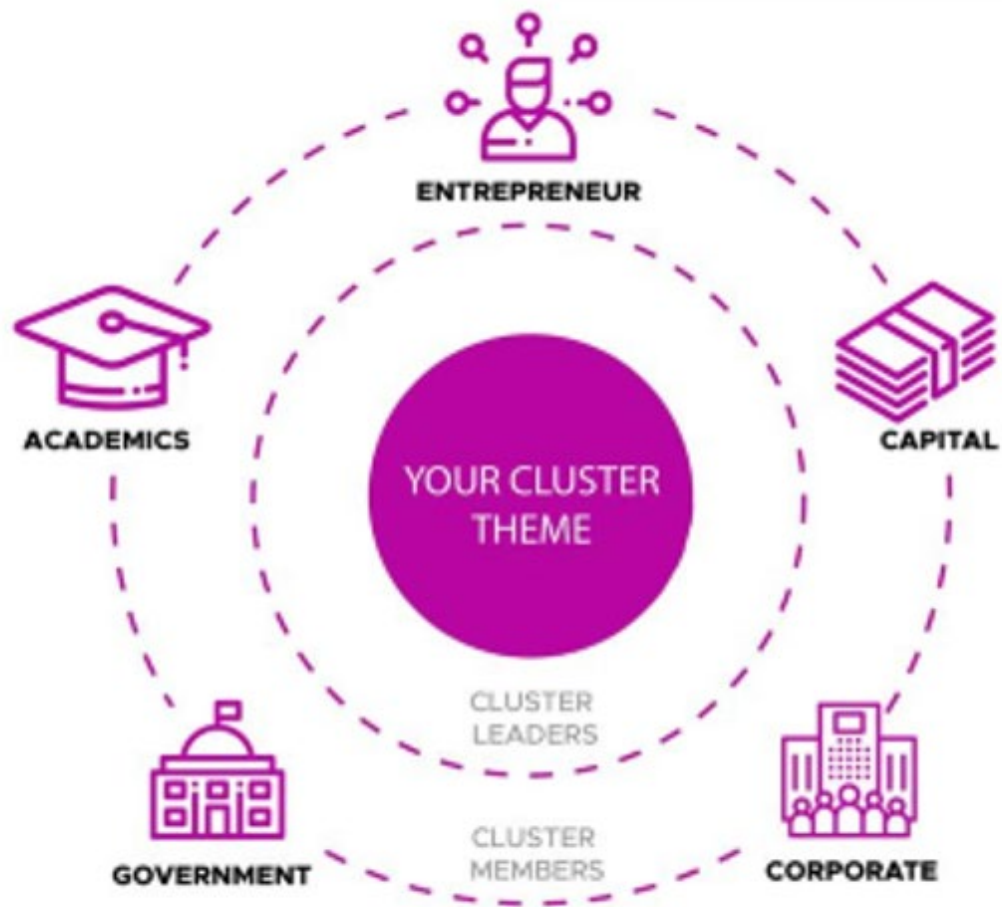 ENTREPRENEUR
ACADEMICS
CAPITAL
YOUR CLUSTER
THEME
CLUSTER
LEADERS
CLUSTER
MEMBERS
GOVERNMENT
CORPORATE